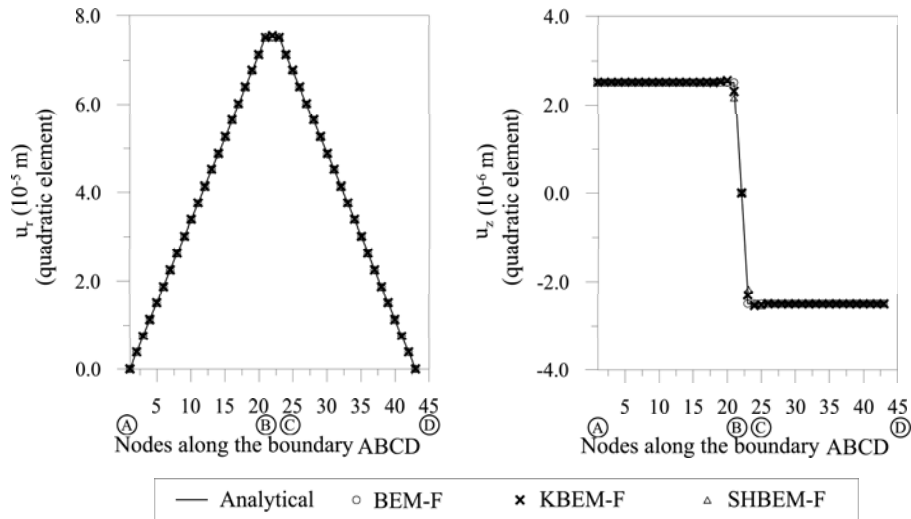 8.0
6.0
4.0
2.0
0.0
u_r (10^-5 m)
(quadratic element)
5 10 15 20 25 30 35 40 45
A B C D
Nodes along the boundary ABCD
4.0
2.0
0.0
-2.0
-4.0
u_z (10^-6 m)
(quadratic element)
5 10 15 20 25 30 35 40 45
A B C D
Nodes along the boundary ABCD
Analytical BEM-F KBEM-F SHBEM-F